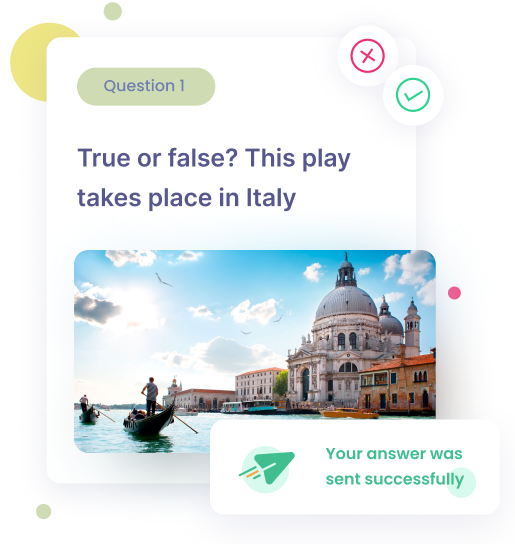 Question 1
True or false? This play
takes place in Italy
Your answer was
sent successfully